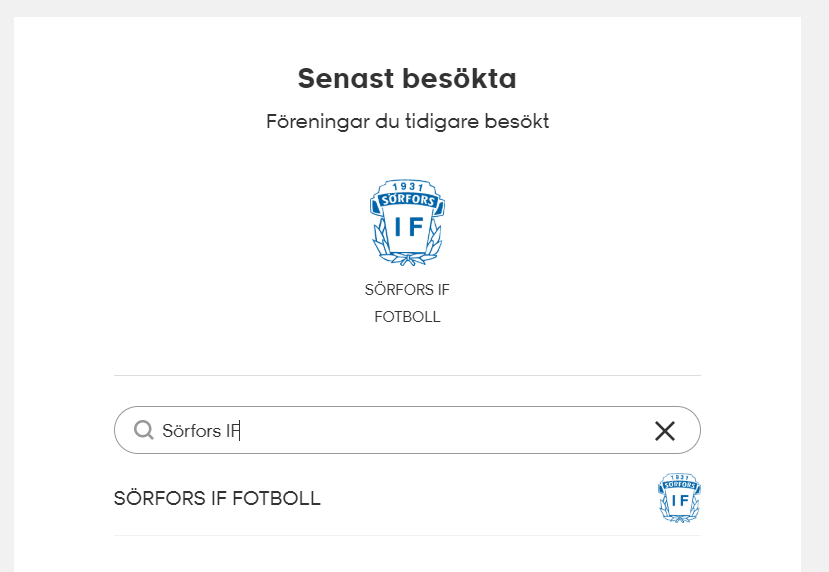 Senast besökta
Föreningar du tidigare besökt
1931
SÖRFORS
IF
SÖRFORS IF
FOTBOLL
Sörfors IF
SÖRFORS IF FOTBOLL
1931
SÖRFORS
IF